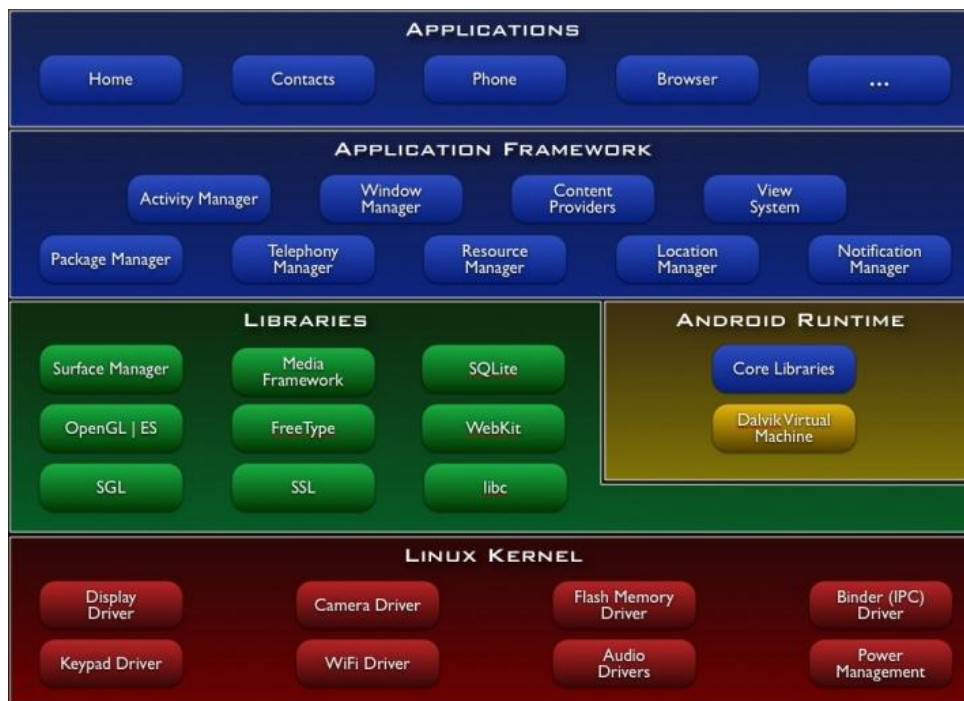 APPLICATIONS
Home
Contacts
Phone
Browser
...
APPLICATION FRAMEWORK
Activity Manager
Window
Manager
Content
Providers
View
System
Package Manager
Telephony
Manager
Resource
Manager
Location
Manager
Notification
Manager
LIBRARIES
Surface Manager
Media
Framework
SQLite
OpenGL | ES
FreeType
WebKit
SGL
SSL
libc
ANDROID RUNTIME
Core Libraries
Dalvik Virtual
Machine
LINUX KERNEL
Display
Driver
Camera Driver
Flash Memory
Driver
Binder (IPC)
Driver
Keypad Driver
WiFi Driver
Audio
Drivers
Power
Management